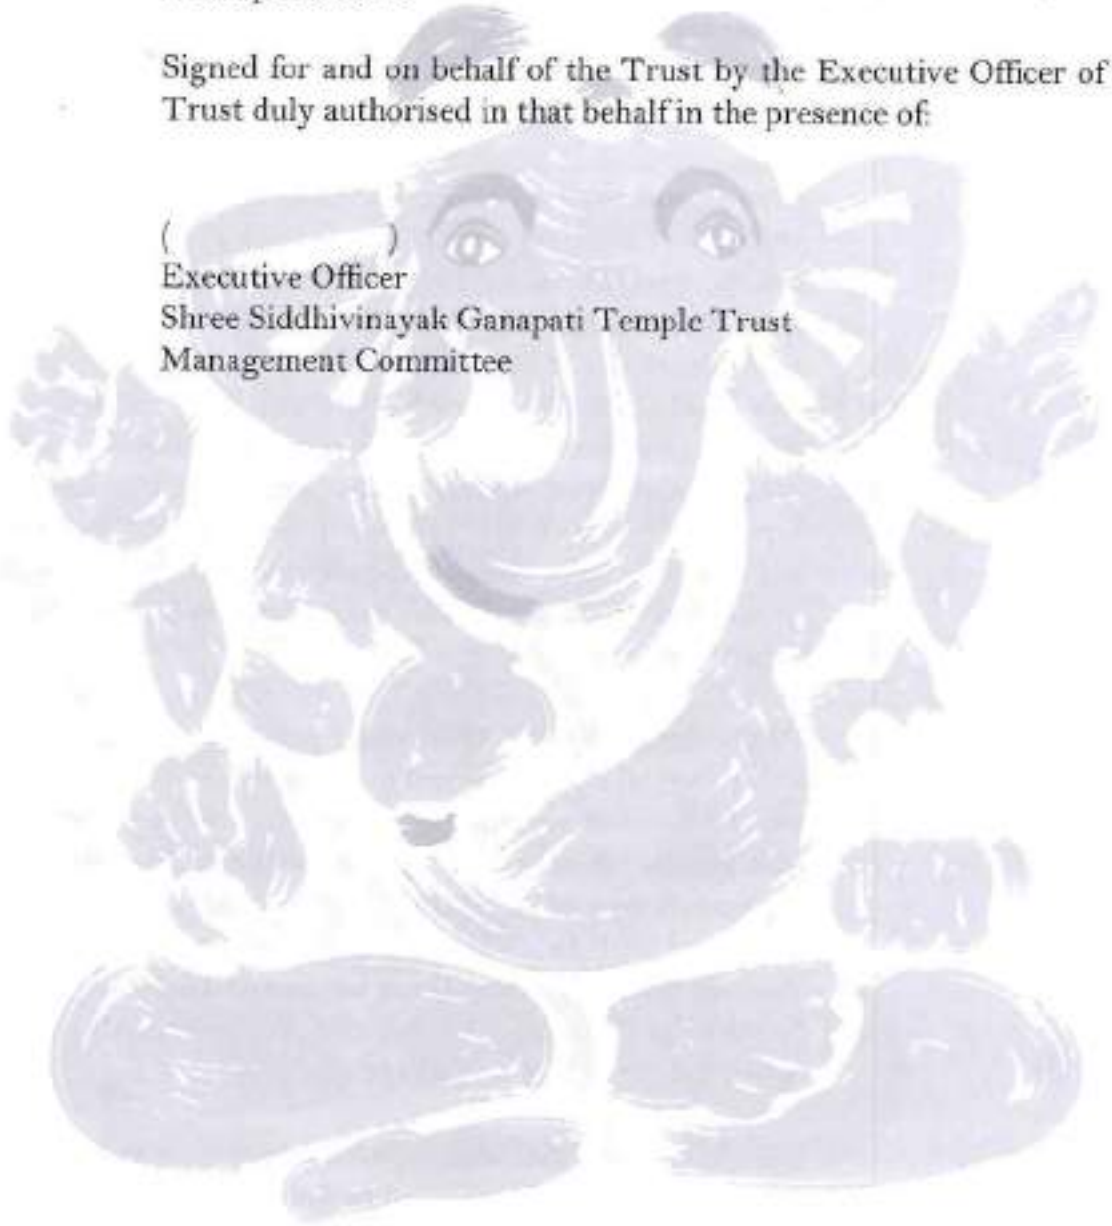 Signed for and on behalf of the Trust by the Executive Officer of
Trust duly authorised in that behalf in the presence of:
( )
Executive Officer
Shree Siddhivinayak Ganapati Temple Trust
Management Committee